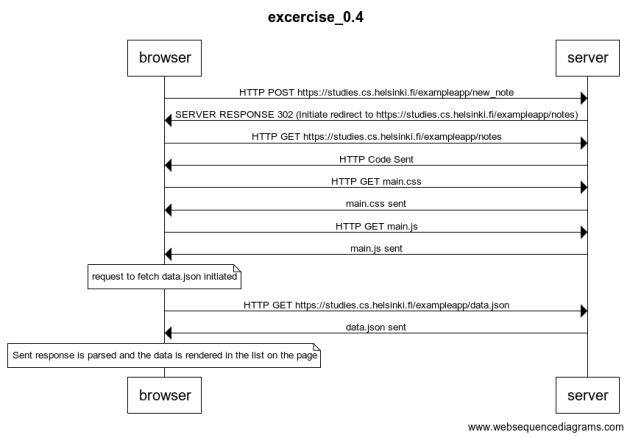 excercise_0.4
browser
server
HTTP POST https://studies.cs.helsinki.fi/exampleapp/new_note
SERVER RESPONSE 302 (Initiate redirect to https://studies.cs.helsinki.fi/exampleapp/notes)
HTTP GET https://studies.cs.helsinki.fi/exampleapp/notes
HTTP Code Sent
HTTP GET main.css
main.css sent
HTTP GET main.js
main.js sent
request to fetch data.json initiated
HTTP GET https://studies.cs.helsinki.fi/exampleapp/data.json
data.json sent
Sent response is parsed and the data is rendered in the list on the page
browser
server
www.websequencediagrams.com